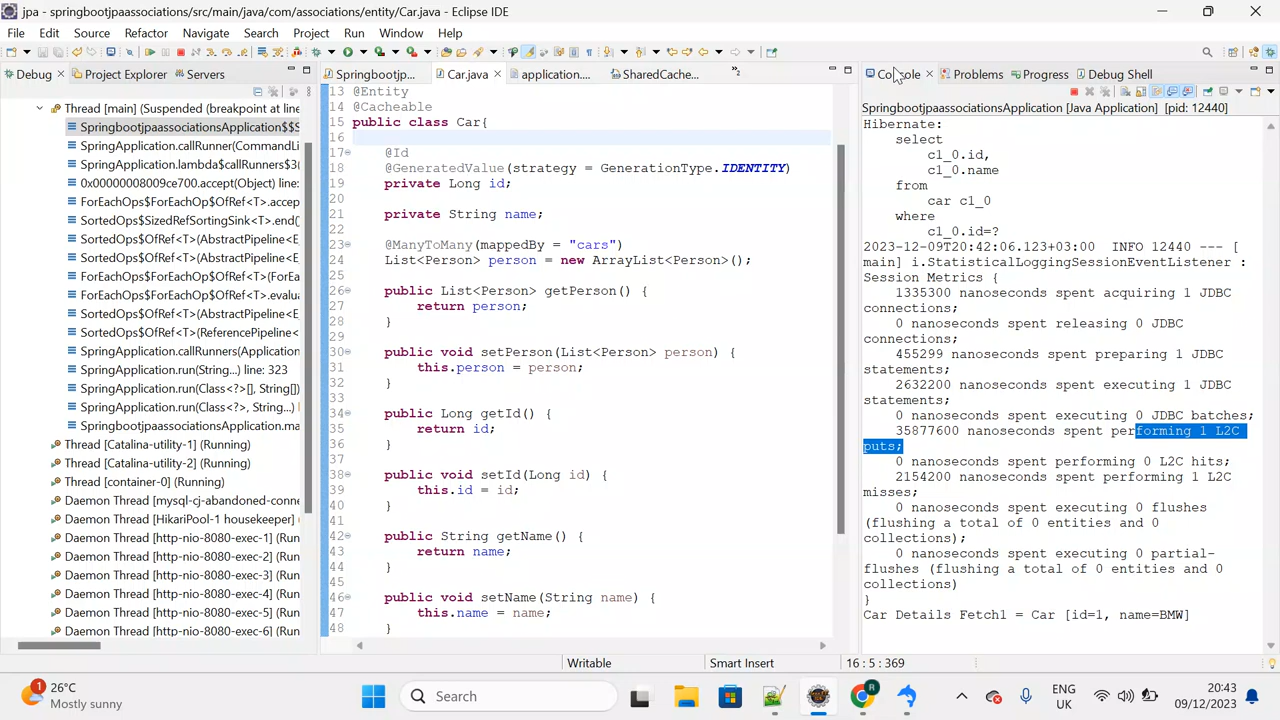 jpa - springbootjpaassociations/src/main/java/com/associations/entity/Car.java - Eclipse IDE
File Edit Source Refactor Navigate Search Project Run Window Help
Debug Project Explorer Servers
Thread [main] (Suspended (breakpoint at line
SpringbootjpaassociationsApplication$$S
SpringApplication.callRunner(CommandLi
SpringApplication.lambda$callRunners$3(
0x00000008009ce700.accept(Object) line:
ForEachOps$ForEachOp$OfRef<T>.accep
SortedOps$SizedRefSortingSink<T>.end()
SortedOps$OfRef<T>(AbstractPipeline<E_
SortedOps$OfRef<T>(AbstractPipeline<E_
ForEachOps$ForEachOp$OfRef<T>(ForEa
ForEachOps$ForEachOp$OfRef<T>.evalua
SortedOps$OfRef<T>(AbstractPipeline<E_
SortedOps$OfRef<T>(ReferencePipeline<
SpringApplication.callRunners(Application
SpringApplication.run(String...) line: 323
SpringApplication.run(Class<?>[], String[])
SpringApplication.run(Class<?>, String...)
SpringbootjpaassociationsApplication.ma
Thread [Catalina-utility-1] (Running)
Thread [Catalina-utility-2] (Running)
Thread [container-0] (Running)
Daemon Thread [mysql-cj-abandoned-conne
Daemon Thread [HikariPool-1 housekeeper]
Daemon Thread [http-nio-8080-exec-1] (Run
Daemon Thread [http-nio-8080-exec-2] (Run
Daemon Thread [http-nio-8080-exec-3] (Run
Daemon Thread [http-nio-8080-exec-4] (Run
Daemon Thread [http-nio-8080-exec-5] (Run
Daemon Thread [http-nio-8080-exec-6] (Run
Springbootjp... Car.java application.... SharedCache...
13 @Entity
14 @Cacheable
15 public class Car{
16
17 @Id
18 @GeneratedValue(strategy = GenerationType.IDENTITY)
19 private Long id;
20
21 private String name;
22
23 @ManyToMany(mappedBy = "cars")
24 List<Person> person = new ArrayList<Person>();
25
26 public List<Person> getPerson() {
27 return person;
28 }
29
30 public void setPerson(List<Person> person) {
31 this.person = person;
32 }
33
34 public Long getId() {
35 return id;
36 }
37
38 public void setId(Long id) {
39 this.id = id;
40 }
41
42 public String getName() {
43 return name;
44 }
45
46 public void setName(String name) {
47 this.name = name;
48 }
Console Problems Progress Debug Shell
SpringbootjpaassociationsApplication [Java Application] [pid: 12440]
Hibernate:
select
c1_0.id,
c1_0.name
from
car c1_0
where
c1_0.id=?
2023-12-09T20:42:06.123+03:00 INFO 12440 --- [
main] i.StatisticalLoggingSessionEventListener :
Session Metrics {
1335300 nanoseconds spent acquiring 1 JDBC
connections;
0 nanoseconds spent releasing 0 JDBC
connections;
455299 nanoseconds spent preparing 1 JDBC
statements;
2632200 nanoseconds spent executing 1 JDBC
statements;
0 nanoseconds spent executing 0 JDBC batches;
35877600 nanoseconds spent performing 1 L2C
puts;
0 nanoseconds spent performing 0 L2C hits;
2154200 nanoseconds spent performing 1 L2C
misses;
0 nanoseconds spent executing 0 flushes
(flushing a total of 0 entities and 0
collections);
0 nanoseconds spent executing 0 partial-
flushes (flushing a total of 0 entities and 0
collections)
}
Car Details Fetch1 = Car [id=1, name=BMW]
Writable Smart Insert 16 : 5 : 369
1 26°C
Mostly sunny
Search
ENG
UK
20:43
09/12/2023